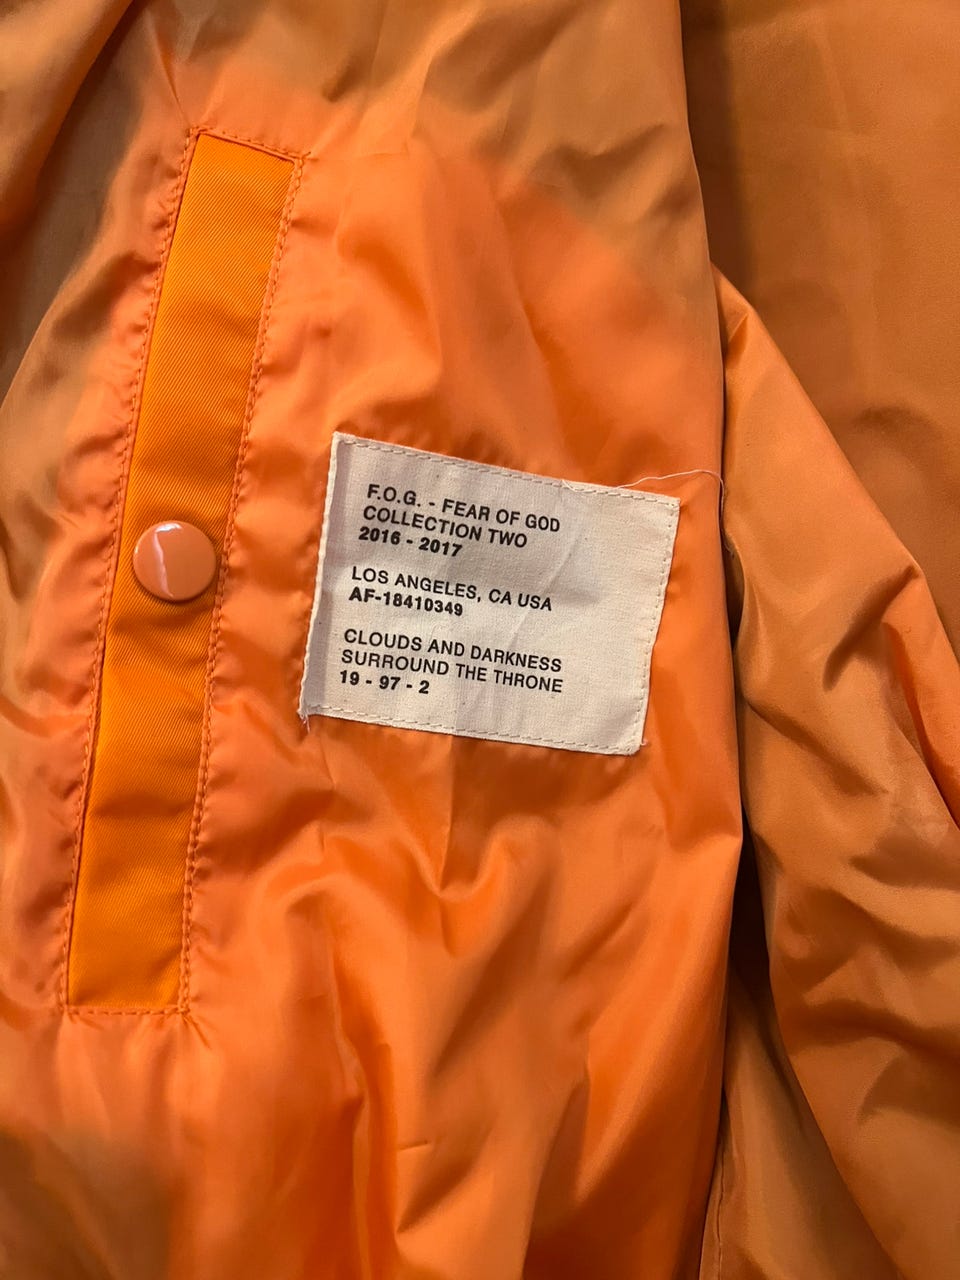 F.O.G. - FEAR OF GOD
COLLECTION TWO
2016 - 2017
LOS ANGELES, CA USA
AF-18410349
CLOUDS AND DARKNESS
SURROUND THE THRONE
19 - 97 - 2